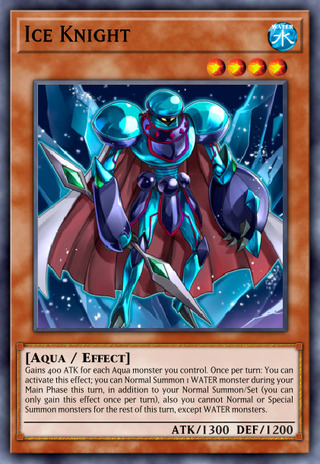 Ice Knight
WATER
水
[Aqua / Effect]
Gains 400 ATK for each Aqua monster you control. Once per turn: You can
activate this effect; you can Normal Summon 1 WATER monster during your
Main Phase this turn, in addition to your Normal Summon/Set (you can
only gain this effect once per turn), also you cannot Normal or Special
Summon monsters for the rest of this turn, except WATER monsters.
ATK/1300 DEF/1200